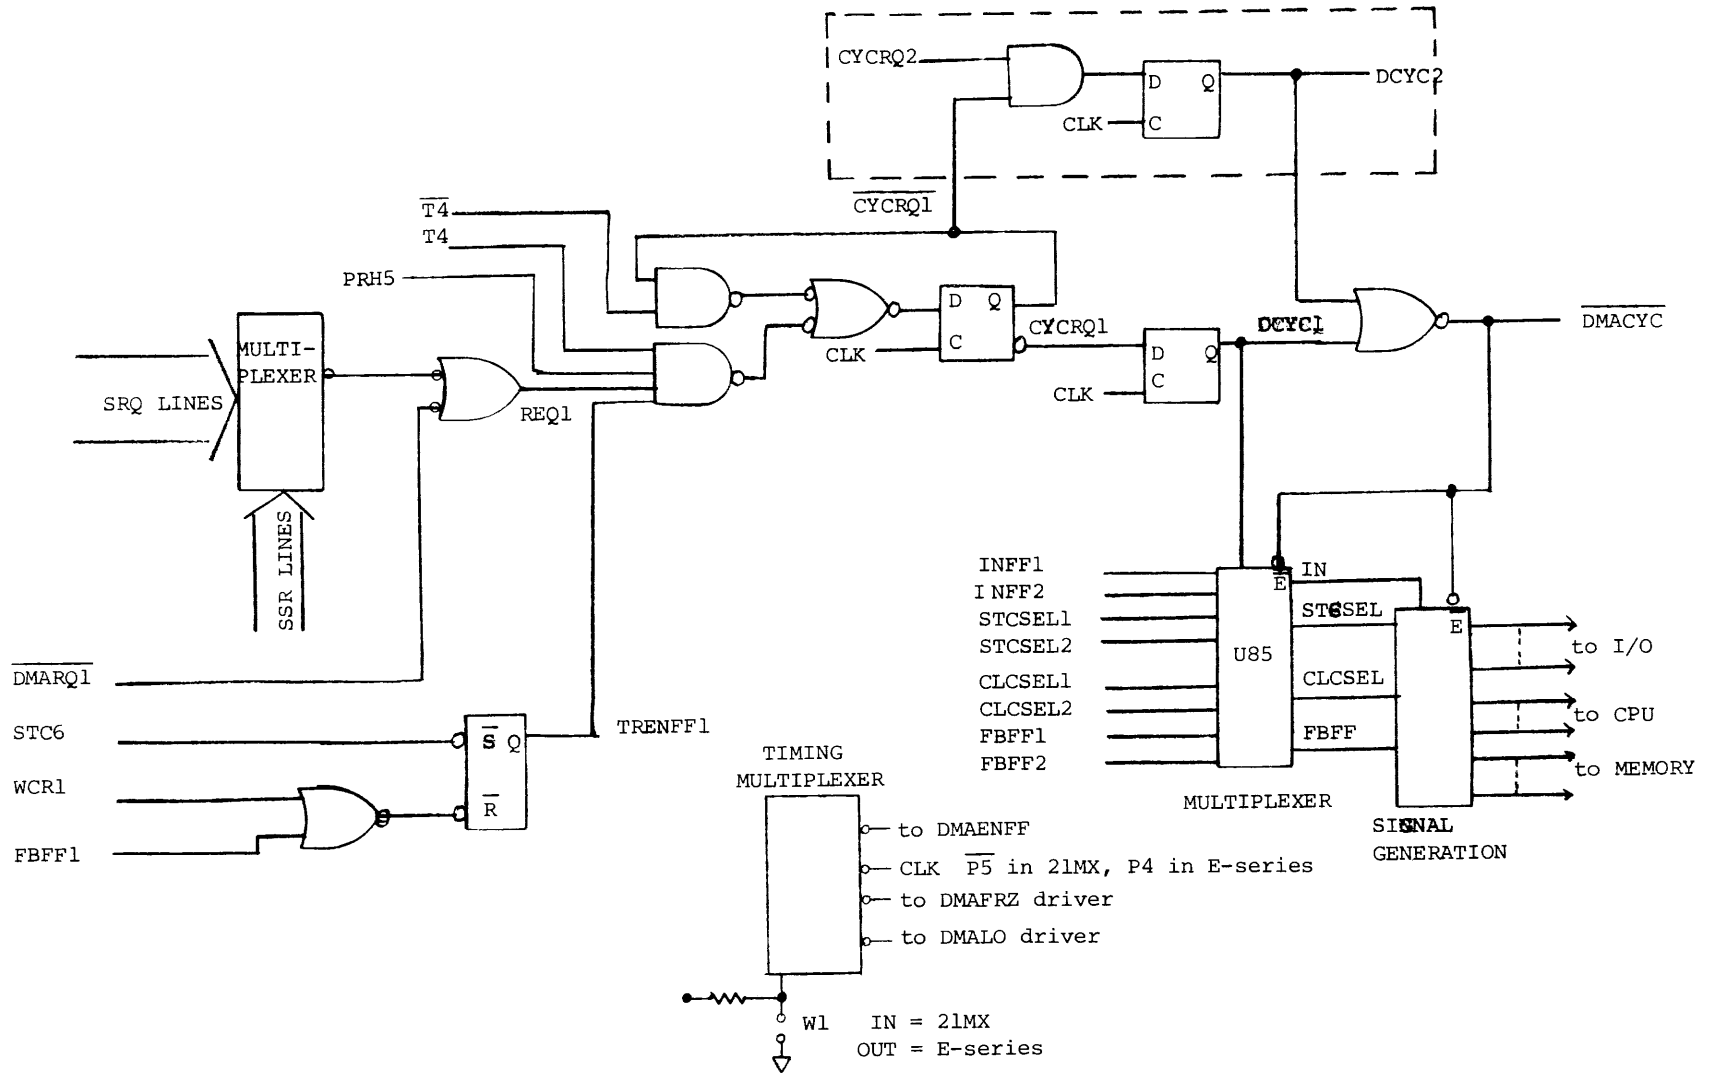 CYCRQ2
D Q
DCYC2
CLK
C
CYCRQ1
T4
T4
PRH5
MULTI-
PLEXER
SRQ LINES
REQ1
D Q
C
CLK
CYCRQ1
D Q
C
CLK
DCYC1
DMACYC
SSR LINES
DMARQ1
STC6
WCR1
FBFF1
S Q
R
TRENFF1
INFF1
INFF2
STCSEL1
STCSEL2
CLCSEL1
CLCSEL2
FBFF1
FBFF2
E
U85
MULTIPLEXER
IN
STCSEL
CLCSEL
FBFF
E
SIGNAL
GENERATION
to I/O
to CPU
to MEMORY
TIMING
MULTIPLEXER
to DMAENFF
CLK P5 in 21MX, P4 in E-series
to DMAFRZ driver
to DMALO driver
W1 IN = 21MX
OUT = E-series